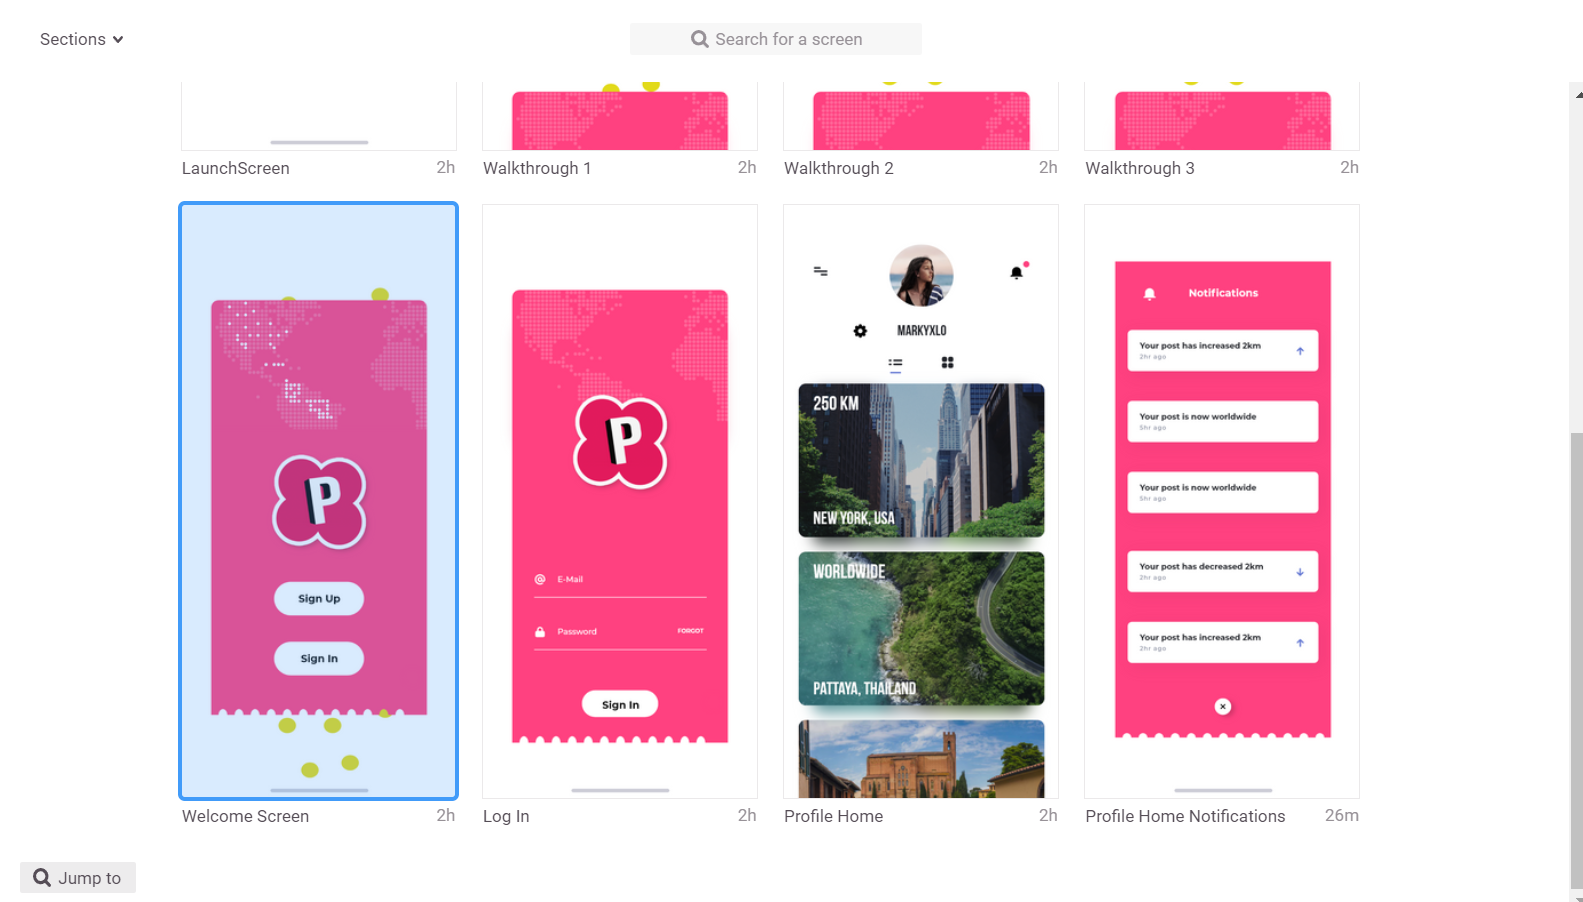 Sections
Search for a screen
LaunchScreen 2h
Walkthrough 1 2h
Walkthrough 2 2h
Walkthrough 3 2h
P
Sign Up
Sign In
Welcome Screen 2h
P
E-Mail
Password FORGOT
Sign In
Log In 2h
MARKYXLO
250 KM
NEW YORK, USA
WORLDWIDE
PATTAYA, THAILAND
Profile Home 2h
Notifications
Your post has increased 2km
2hr ago
Your post is now worldwide
5hr ago
Your post is now worldwide
5hr ago
Your post has decreased 2km
2hr ago
Your post has increased 2km
2hr ago
Profile Home Notifications 26m
Jump to